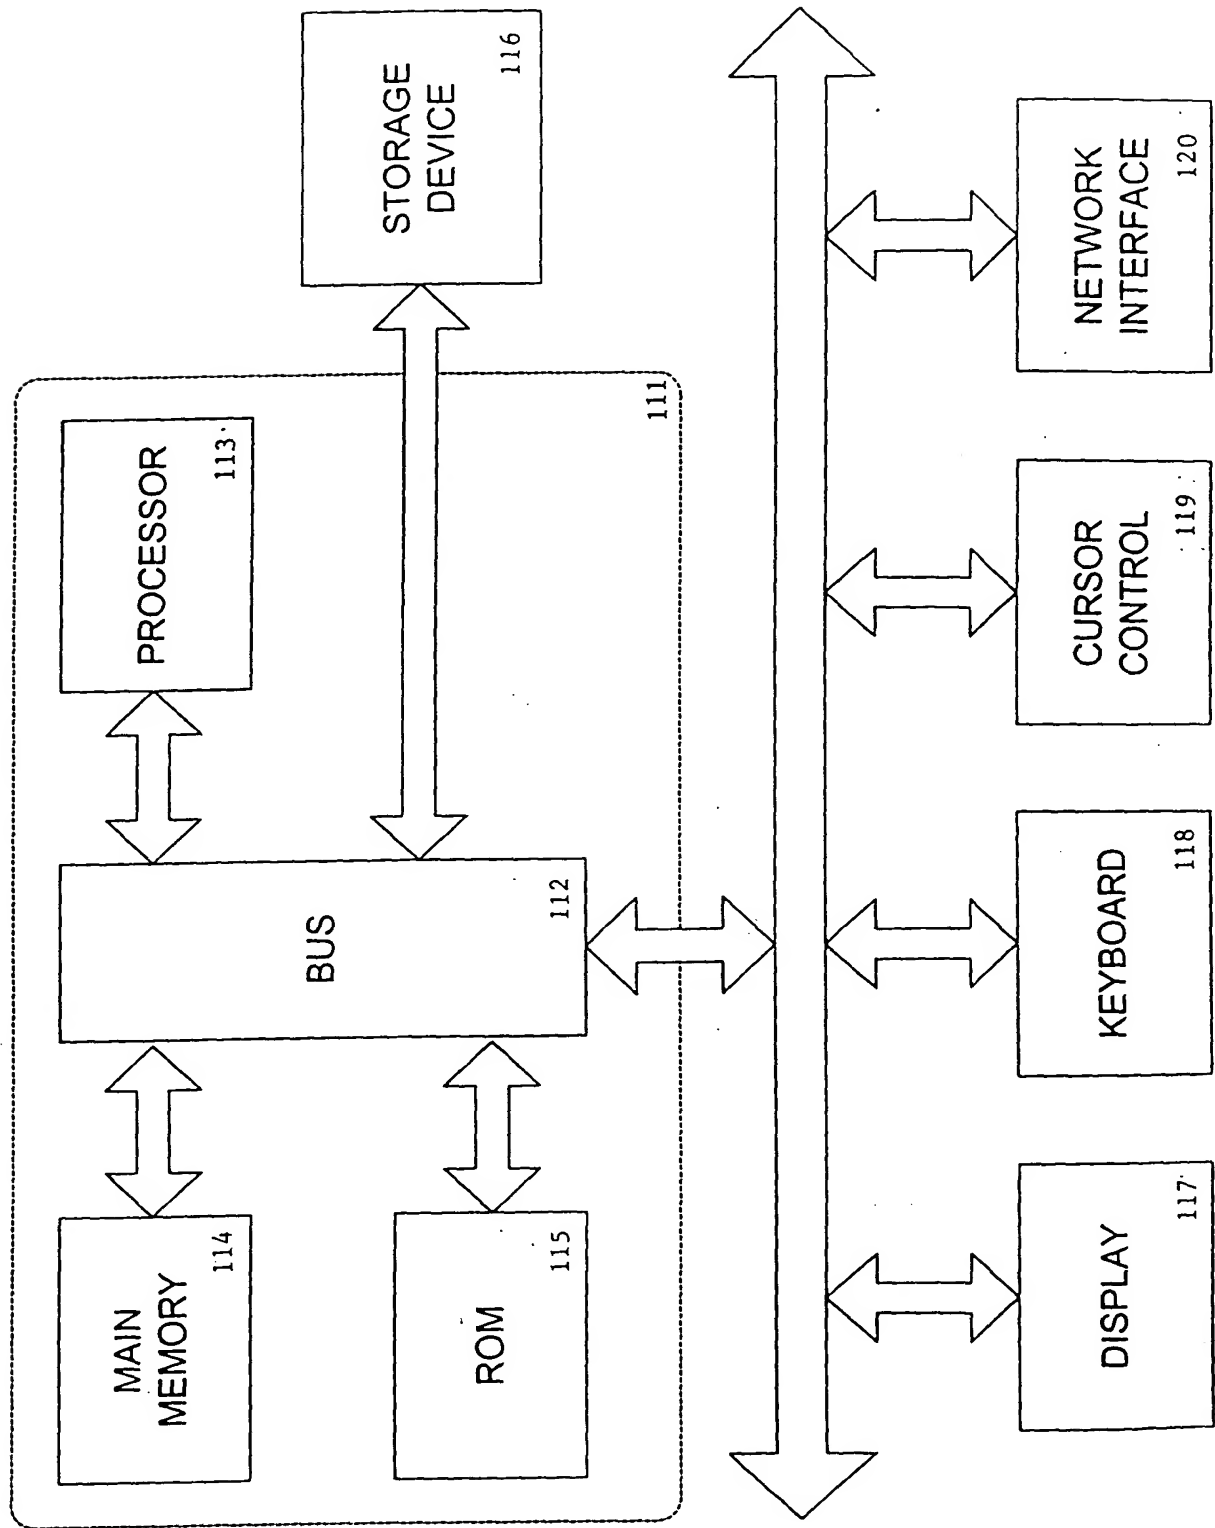 MAIN
MEMORY
114
BUS
112
PROCESSOR
113
ROM
115
111
STORAGE
DEVICE
116
DISPLAY
117
KEYBOARD
118
CURSOR
CONTROL
119
NETWORK
INTERFACE
120